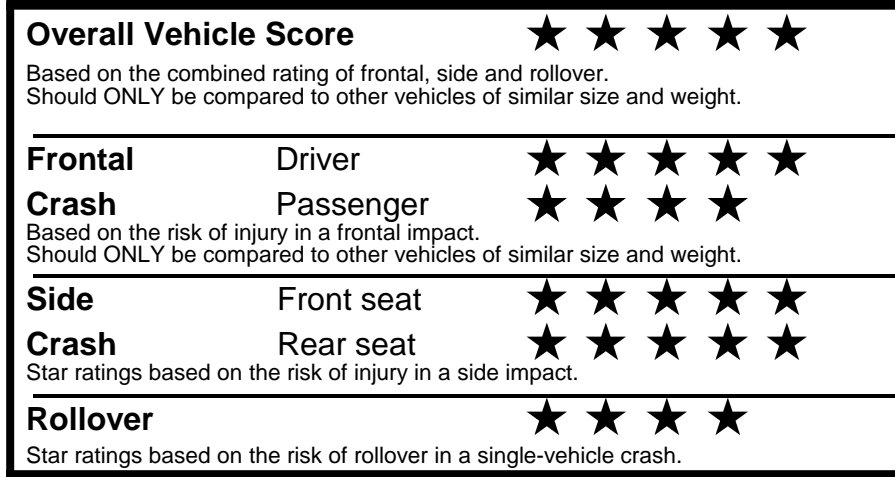 Overall Vehicle Score ★ ★ ★ ★ ★
Based on the combined rating of frontal, side and rollover.
Should ONLY be compared to other vehicles of similar size and weight.
Frontal Driver ★ ★ ★ ★ ★
Crash Passenger ★ ★ ★ ★
Based on the risk of injury in a frontal impact.
Should ONLY be compared to other vehicles of similar size and weight.
Side Front seat ★ ★ ★ ★ ★
Crash Rear seat ★ ★ ★ ★ ★
Star ratings based on the risk of injury in a side impact.
Rollover ★ ★ ★ ★
Star ratings based on the risk of rollover in a single-vehicle crash.